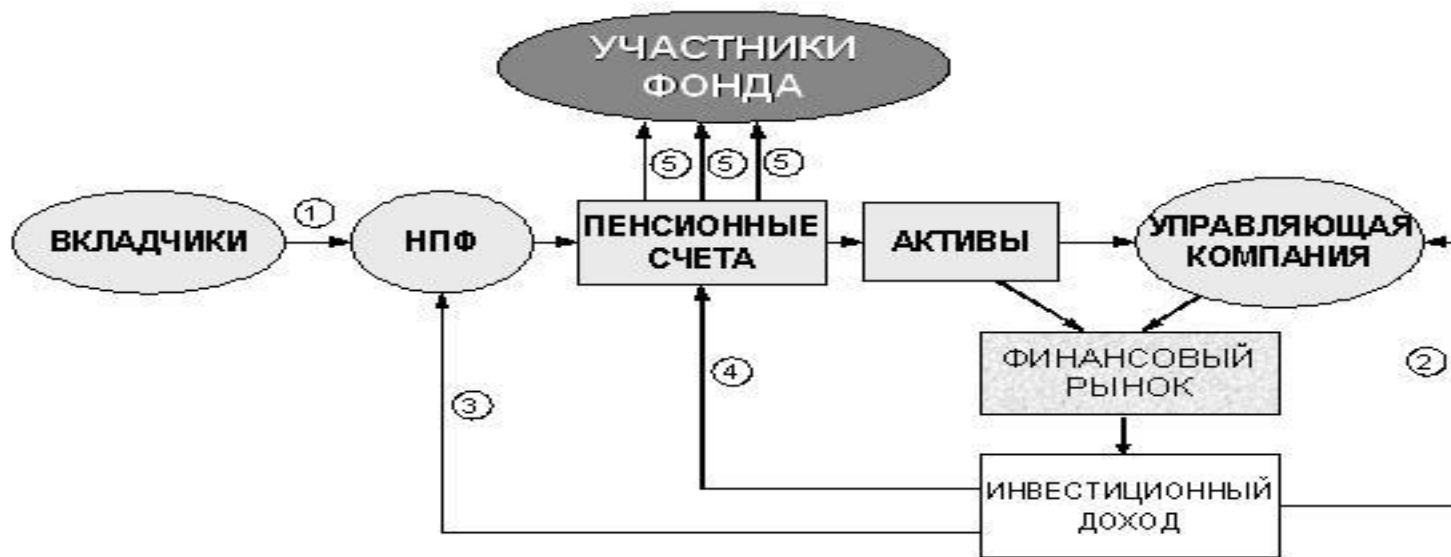 УЧАСТНИКИ
ФОНДА
5 5 5
1
ВКЛАДЧИКИ
НПФ
ПЕНСИОННЫЕ
СЧЕТА
АКТИВЫ
УПРАВЛЯЮЩАЯ
КОМПАНИЯ
ФИНАНСОВЫЙ
РЫНОК
2
4
3
ИНВЕСТИЦИОННЫЙ
ДОХОД